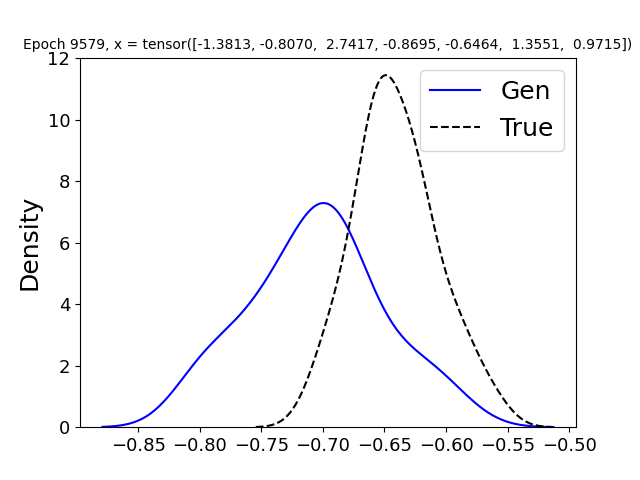 Epoch 9579, x = tensor([-1.3813, -0.8070,  2.7417, -0.8695, -0.6464,  1.3551,  0.9715])
12
10
8
6
4
2
0
Density
Gen
True
−0.85 −0.80 −0.75 −0.70 −0.65 −0.60 −0.55 −0.50